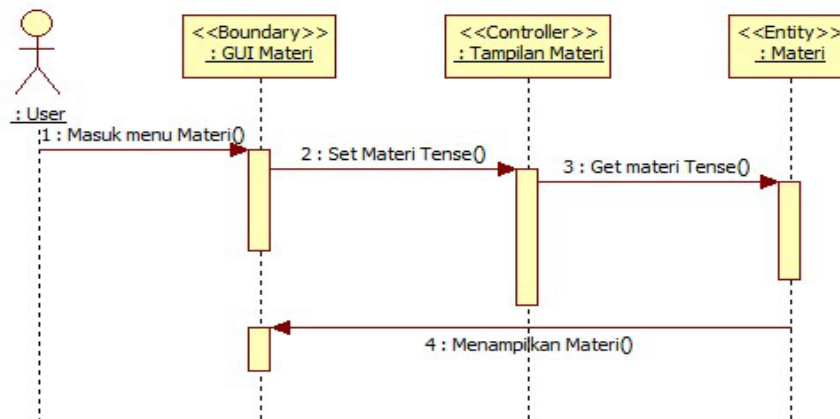 <<Boundary>>
: GUI Materi
<<Controller>>
: Tampilan Materi
<<Entity>>
: Materi
: User
1 : Masuk menu Materi()
2 : Set Materi Tense()
3 : Get materi Tense()
4 : Menampilkan Materi()